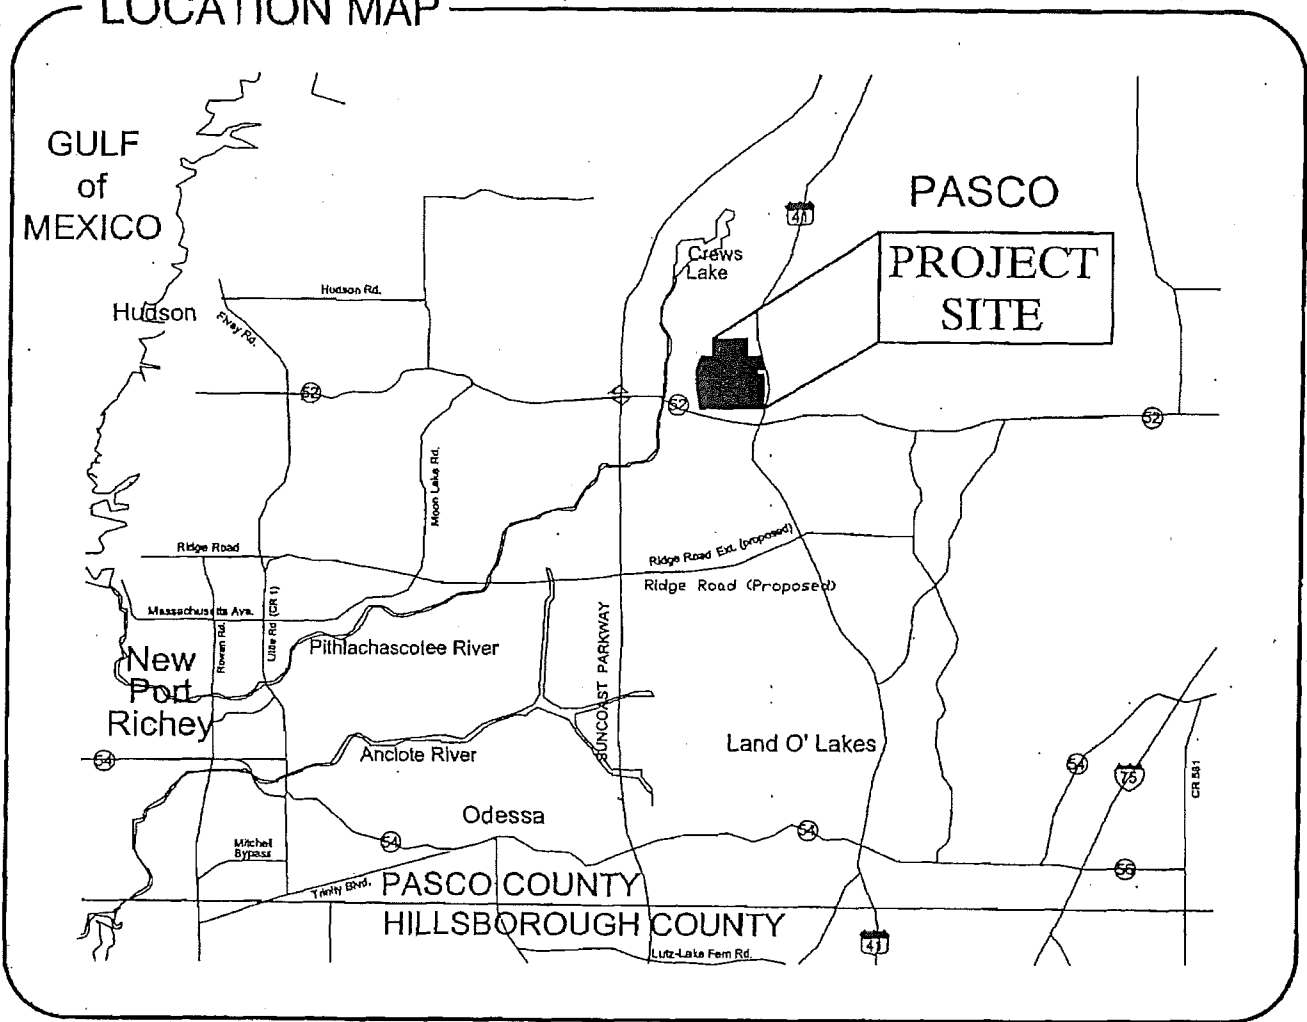 LOCATION MAP
GULF
of
MEXICO
PASCO
41
PROJECT
SITE
Crews
Lake
Hudson Rd.
Hudson
Fivay Rd.
52
52
52
Moon Lake Rd.
Ridge Road
Ridge Road Ext. (proposed)
Ridge Road (Proposed)
Massachusetts Ave.
Rowan Rd.
(CR 1)
Pithlachascotee River
SUNCOAST PARKWAY
New
Port
Richey
Land O' Lakes
54
Anclote River
54
75
CR 581
Odessa
54
54
Mitchell
Bypass
56
Trinity Blvd.
PASCO COUNTY
HILLSBOROUGH COUNTY
41
Lutz-Lake Fern Rd.